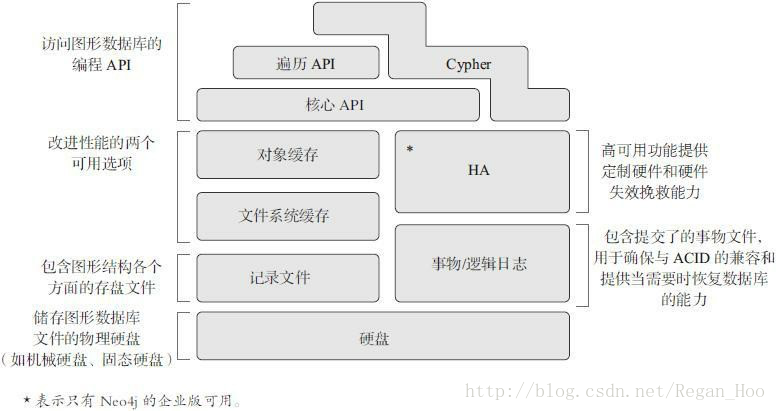 访问图形数据库的
编程 API
遍历 API
Cypher
核心 API
改进性能的两个
可用选项
对象缓存
*
HA
高可用功能提供
定制硬件和硬件
失效挽救能力
文件系统缓存
包含图形结构各个
方面的存盘文件
记录文件
事物/逻辑日志
包含提交了的事物文件，
用于确保与 ACID 的兼容和
提供当需要时恢复数据库
的能力
储存图形数据库
文件的物理硬盘
（如机械硬盘、固态硬盘）
硬盘
*表示只有 Neo4j 的企业版可用。
http://blog.csdn.net/Regan_Hoo